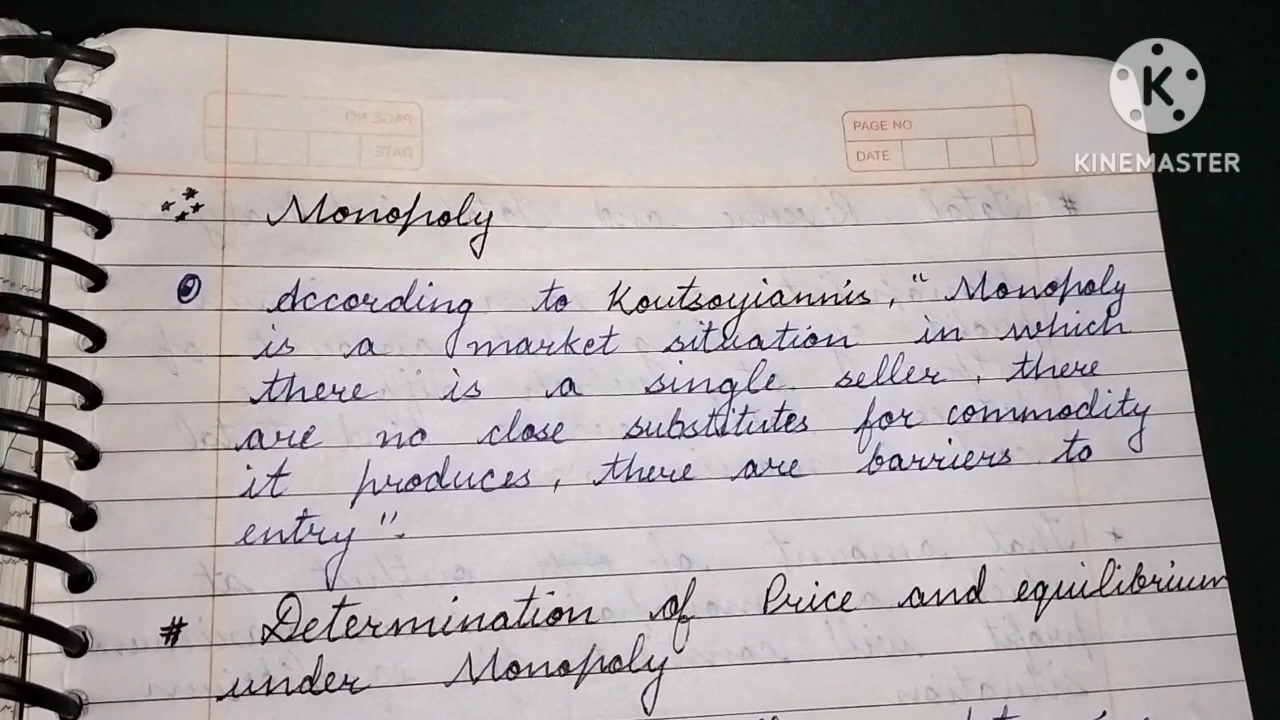 PAGE NO
DATE
K
KINEMASTER
Monopoly
According to Koutsoyiannis, "Monopoly
is a market situation in which
there is a single seller, there
are no close substitutes for commodity
it produces, there are barriers to
entry".
# Determination of Price and equilibrium
under Monopoly